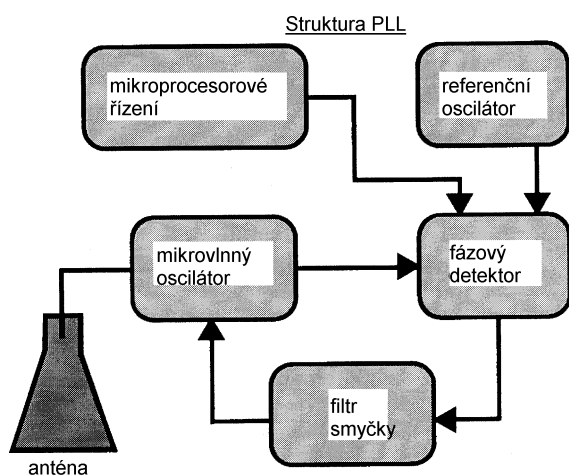 Struktura PLL
mikroprocesorové
řízení
referenční
oscilátor
mikrovlnný
oscilátor
fázový
detektor
filtr
smyčky
anténa